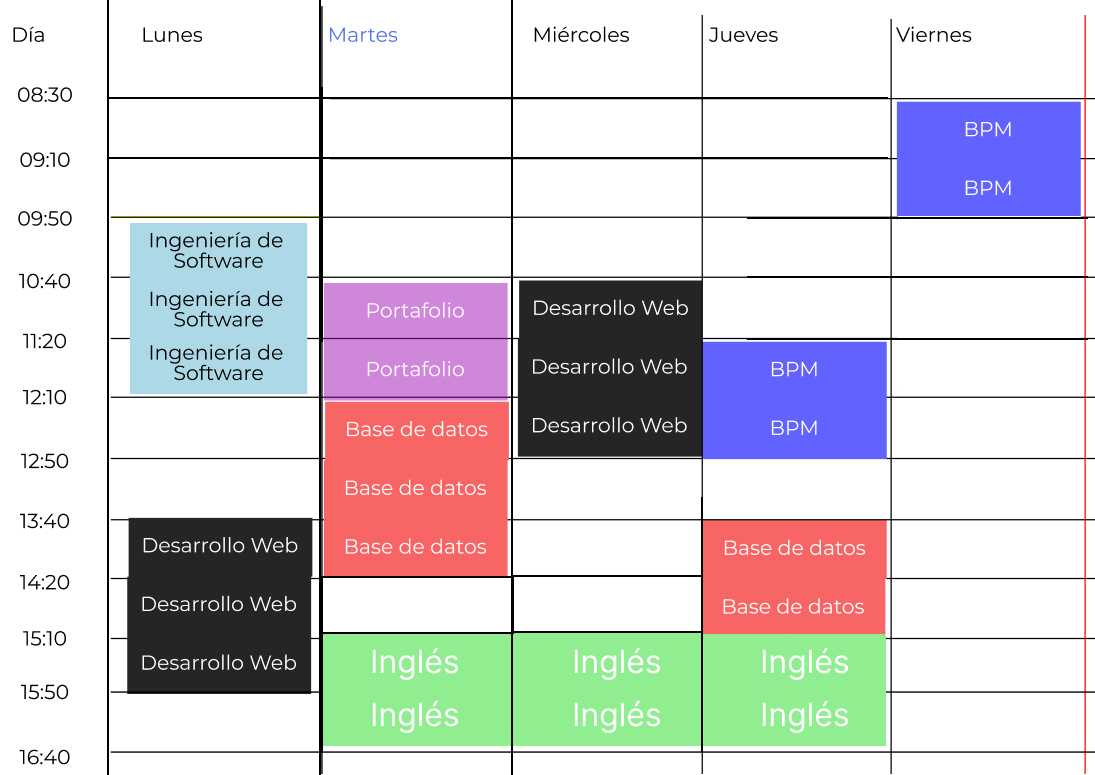 Día Lunes Martes Miércoles Jueves Viernes
08:30
BPM
09:10
BPM
09:50
Ingeniería de
Software
10:40
Ingeniería de
Software
Portafolio
Desarrollo Web
11:20
Ingeniería de
Software
Portafolio
Desarrollo Web
BPM
12:10
Base de datos
Desarrollo Web
BPM
12:50
Base de datos
13:40
Desarrollo Web
Base de datos
Base de datos
14:20
Desarrollo Web
Base de datos
15:10
Desarrollo Web
Inglés
Inglés
Inglés
15:50
Inglés
Inglés
Inglés
16:40